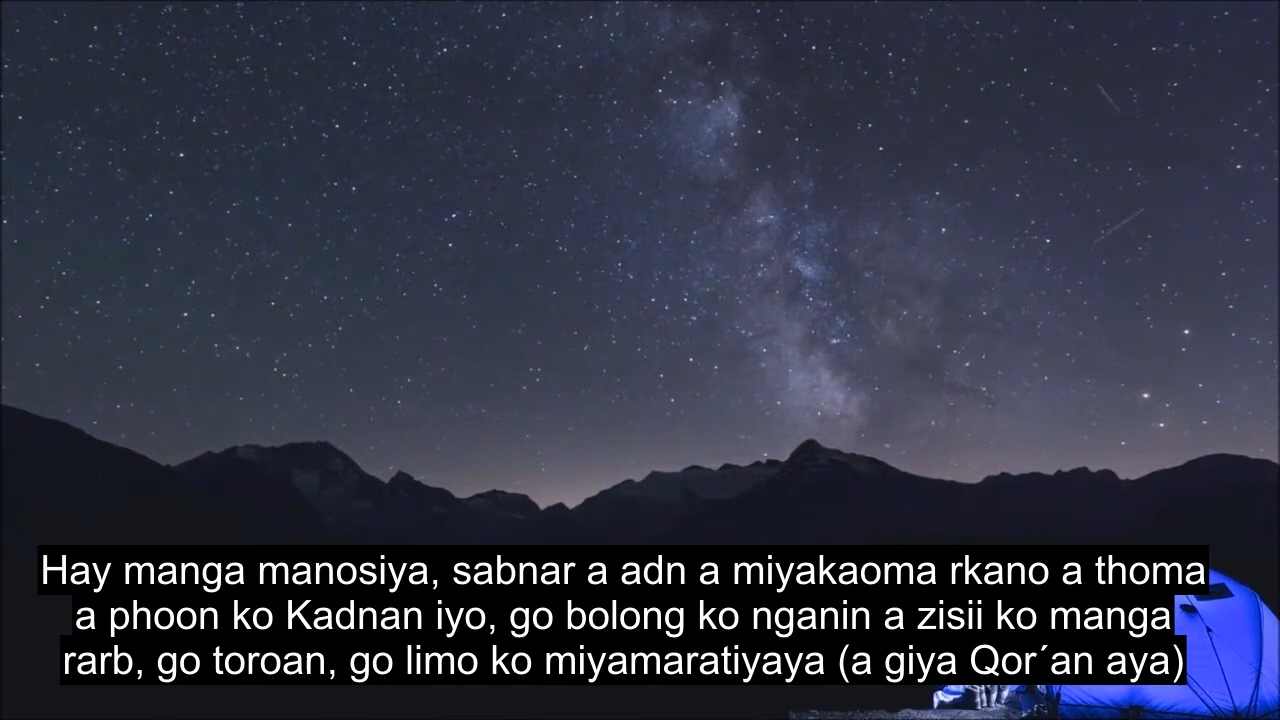 Hay manga manosiya, sabnar a adn a miyakaoma rkano a thoma
a phoon ko Kadnan iyo, go bolong ko nganin a zisii ko manga
rarb, go toroan, go limo ko miyamaratiyaya (a giya Qor´an aya)